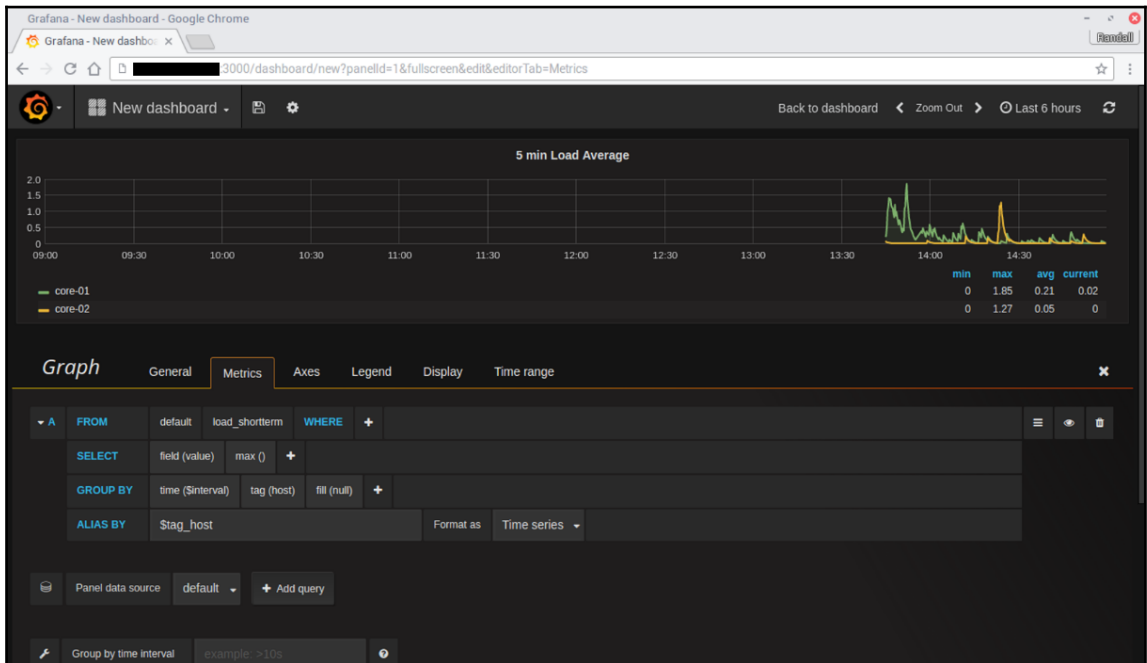 Grafana - New dashboard - Google Chrome
Grafana - New dashboa
Randall
:3000/dashboard/new?panelId=1&fullscreen&edit&editorTab=Metrics
New dashboard
Back to dashboard Zoom Out Last 6 hours
5 min Load Average
2.0
1.5
1.0
0.5
0
09:00 09:30 10:00 10:30 11:00 11:30 12:00 12:30 13:00 13:30 14:00 14:30
min max avg current
core-01 0 1.85 0.21 0.02
core-02 0 1.27 0.05 0
Graph General Metrics Axes Legend Display Time range
A FROM default load_shortterm WHERE +
SELECT field (value) max () +
GROUP BY time ($interval) tag (host) fill (null) +
ALIAS BY $tag_host Format as Time series
Panel data source default + Add query
Group by time interval example: >10s